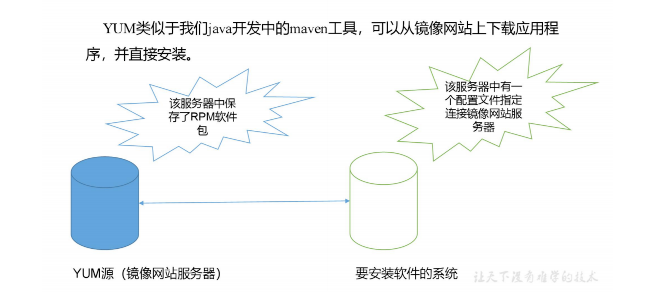 YUM类似于我们java开发中的maven工具，可以从镜像网站上下载应用程
序，并直接安装。
该服务器中保
存了RPM软件
包
该服务器中有一
个配置文件指定
连接镜像网站服
务器
YUM源（镜像网站服务器）
要安装软件的系统
让天下没有难学的技术